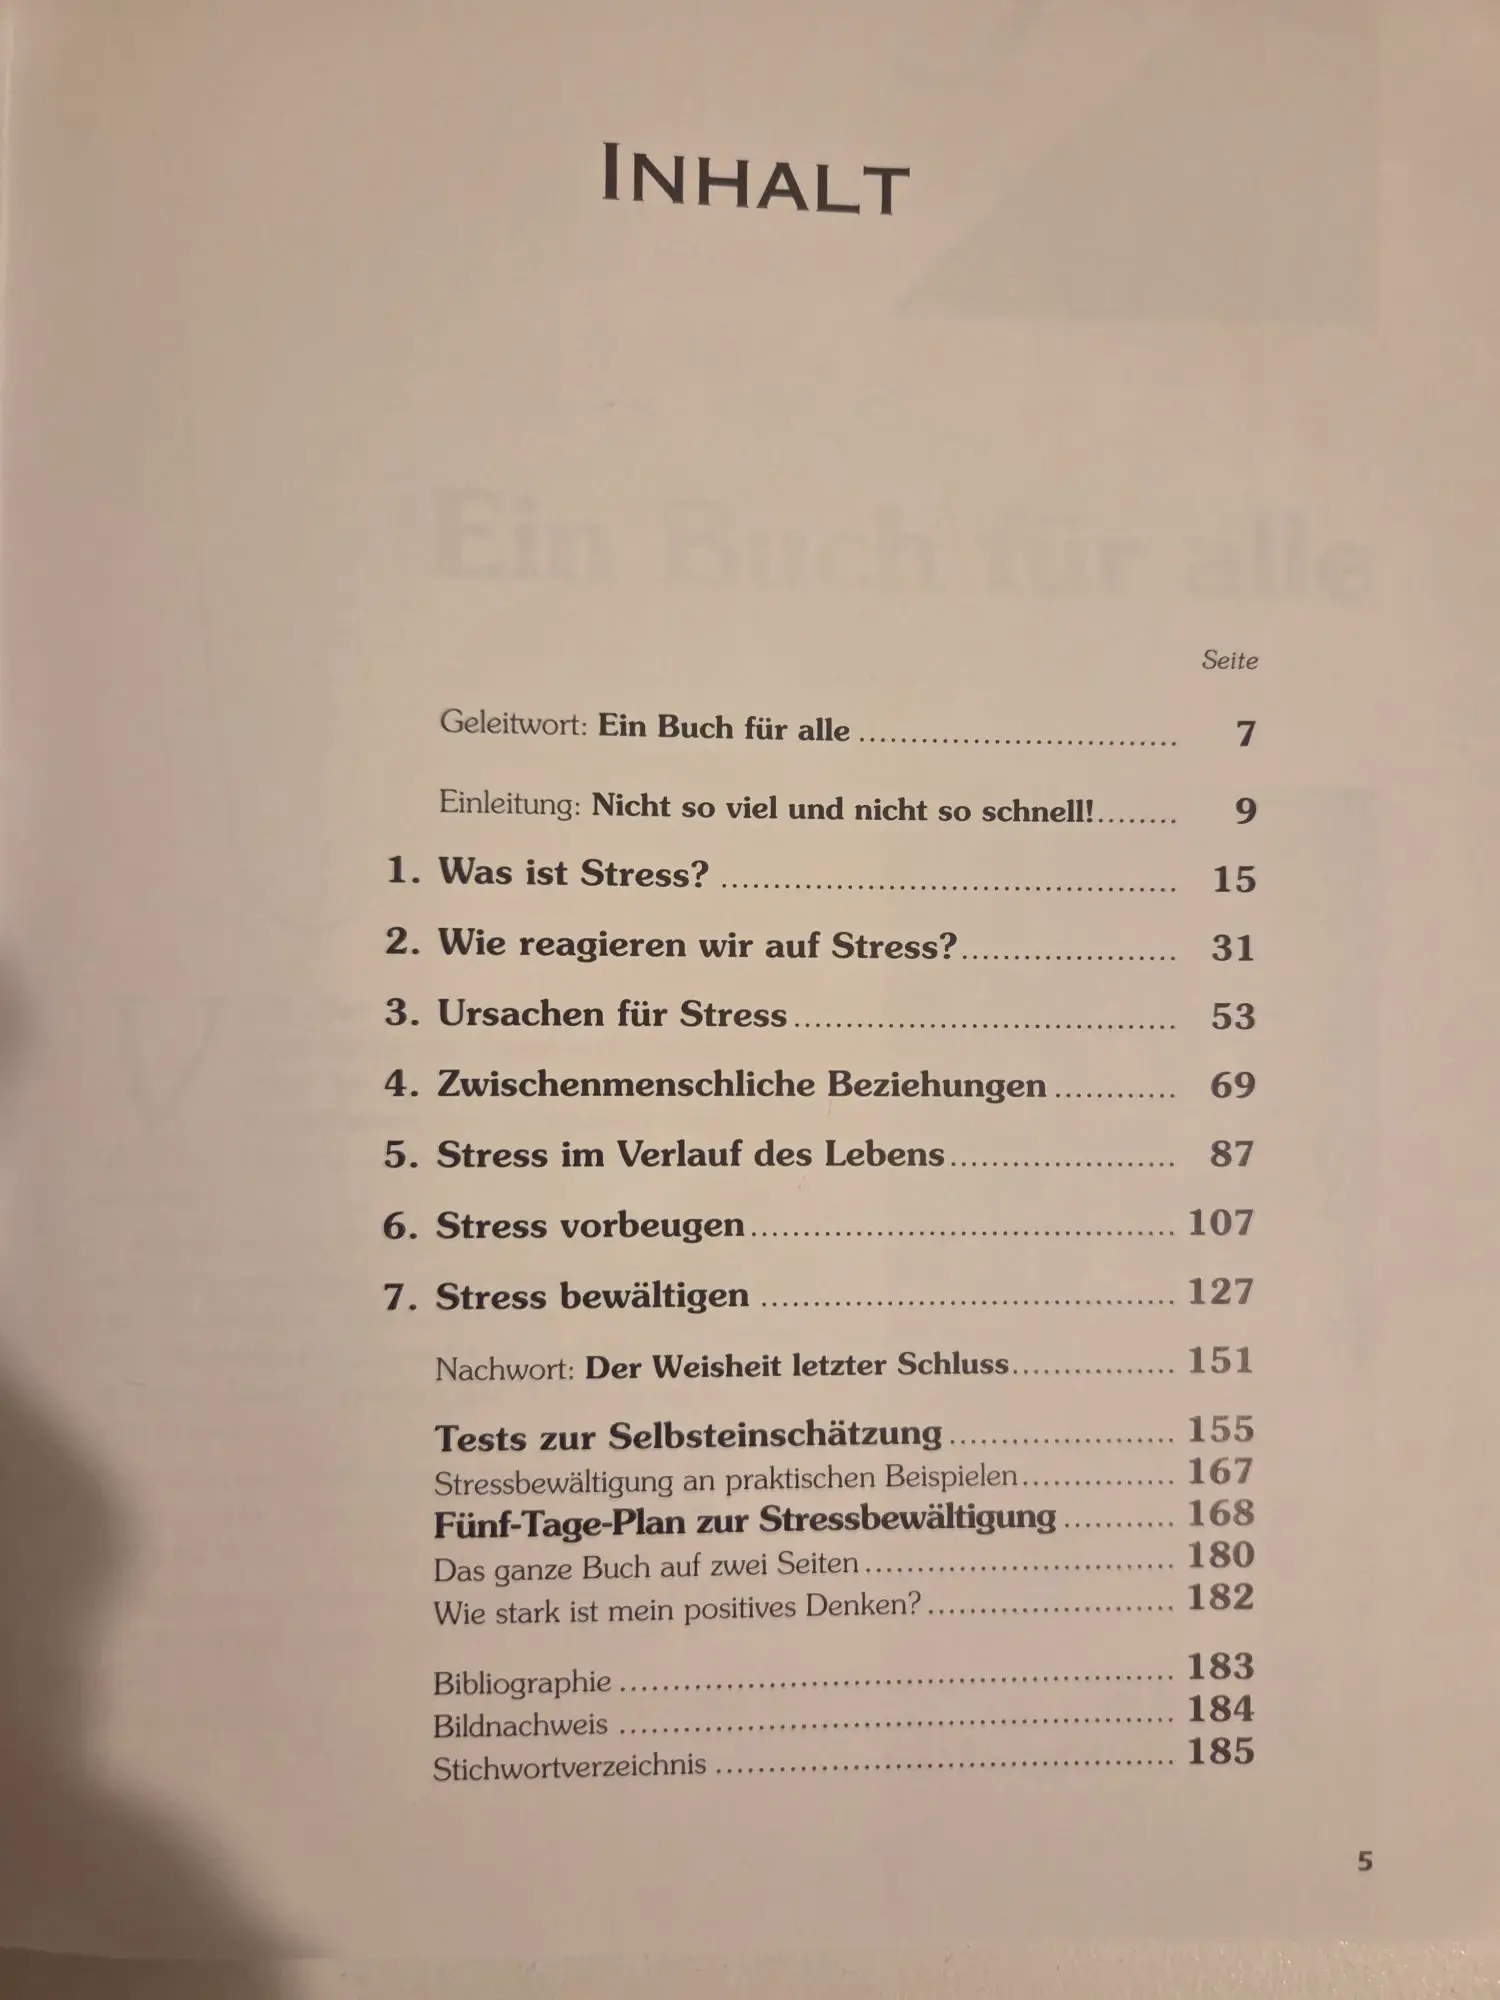 INHALT
Ein Buch für alle
Seite
Geleitwort: Ein Buch für alle ............................... 7
Einleitung: Nicht so viel und nicht so schnell!........ 9
1. Was ist Stress? ............................................ 15
2. Wie reagieren wir auf Stress?..................... 31
3. Ursachen für Stress..................................... 53
4. Zwischenmenschliche Beziehungen............ 69
5. Stress im Verlauf des Lebens...................... 87
6. Stress vorbeugen......................................... 107
7. Stress bewältigen ........................................ 127
Nachwort: Der Weisheit letzter Schluss................ 151
Tests zur Selbsteinschätzung...................... 155
Stressbewältigung an praktischen Beispielen............... 167
Fünf-Tage-Plan zur Stressbewältigung........... 168
Das ganze Buch auf zwei Seiten.............................. 180
Wie stark ist mein positives Denken?........................ 182
Bibliographie ..................................................... 183
Bildnachweis ..................................................... 184
Stichwortverzeichnis ............................................ 185
5